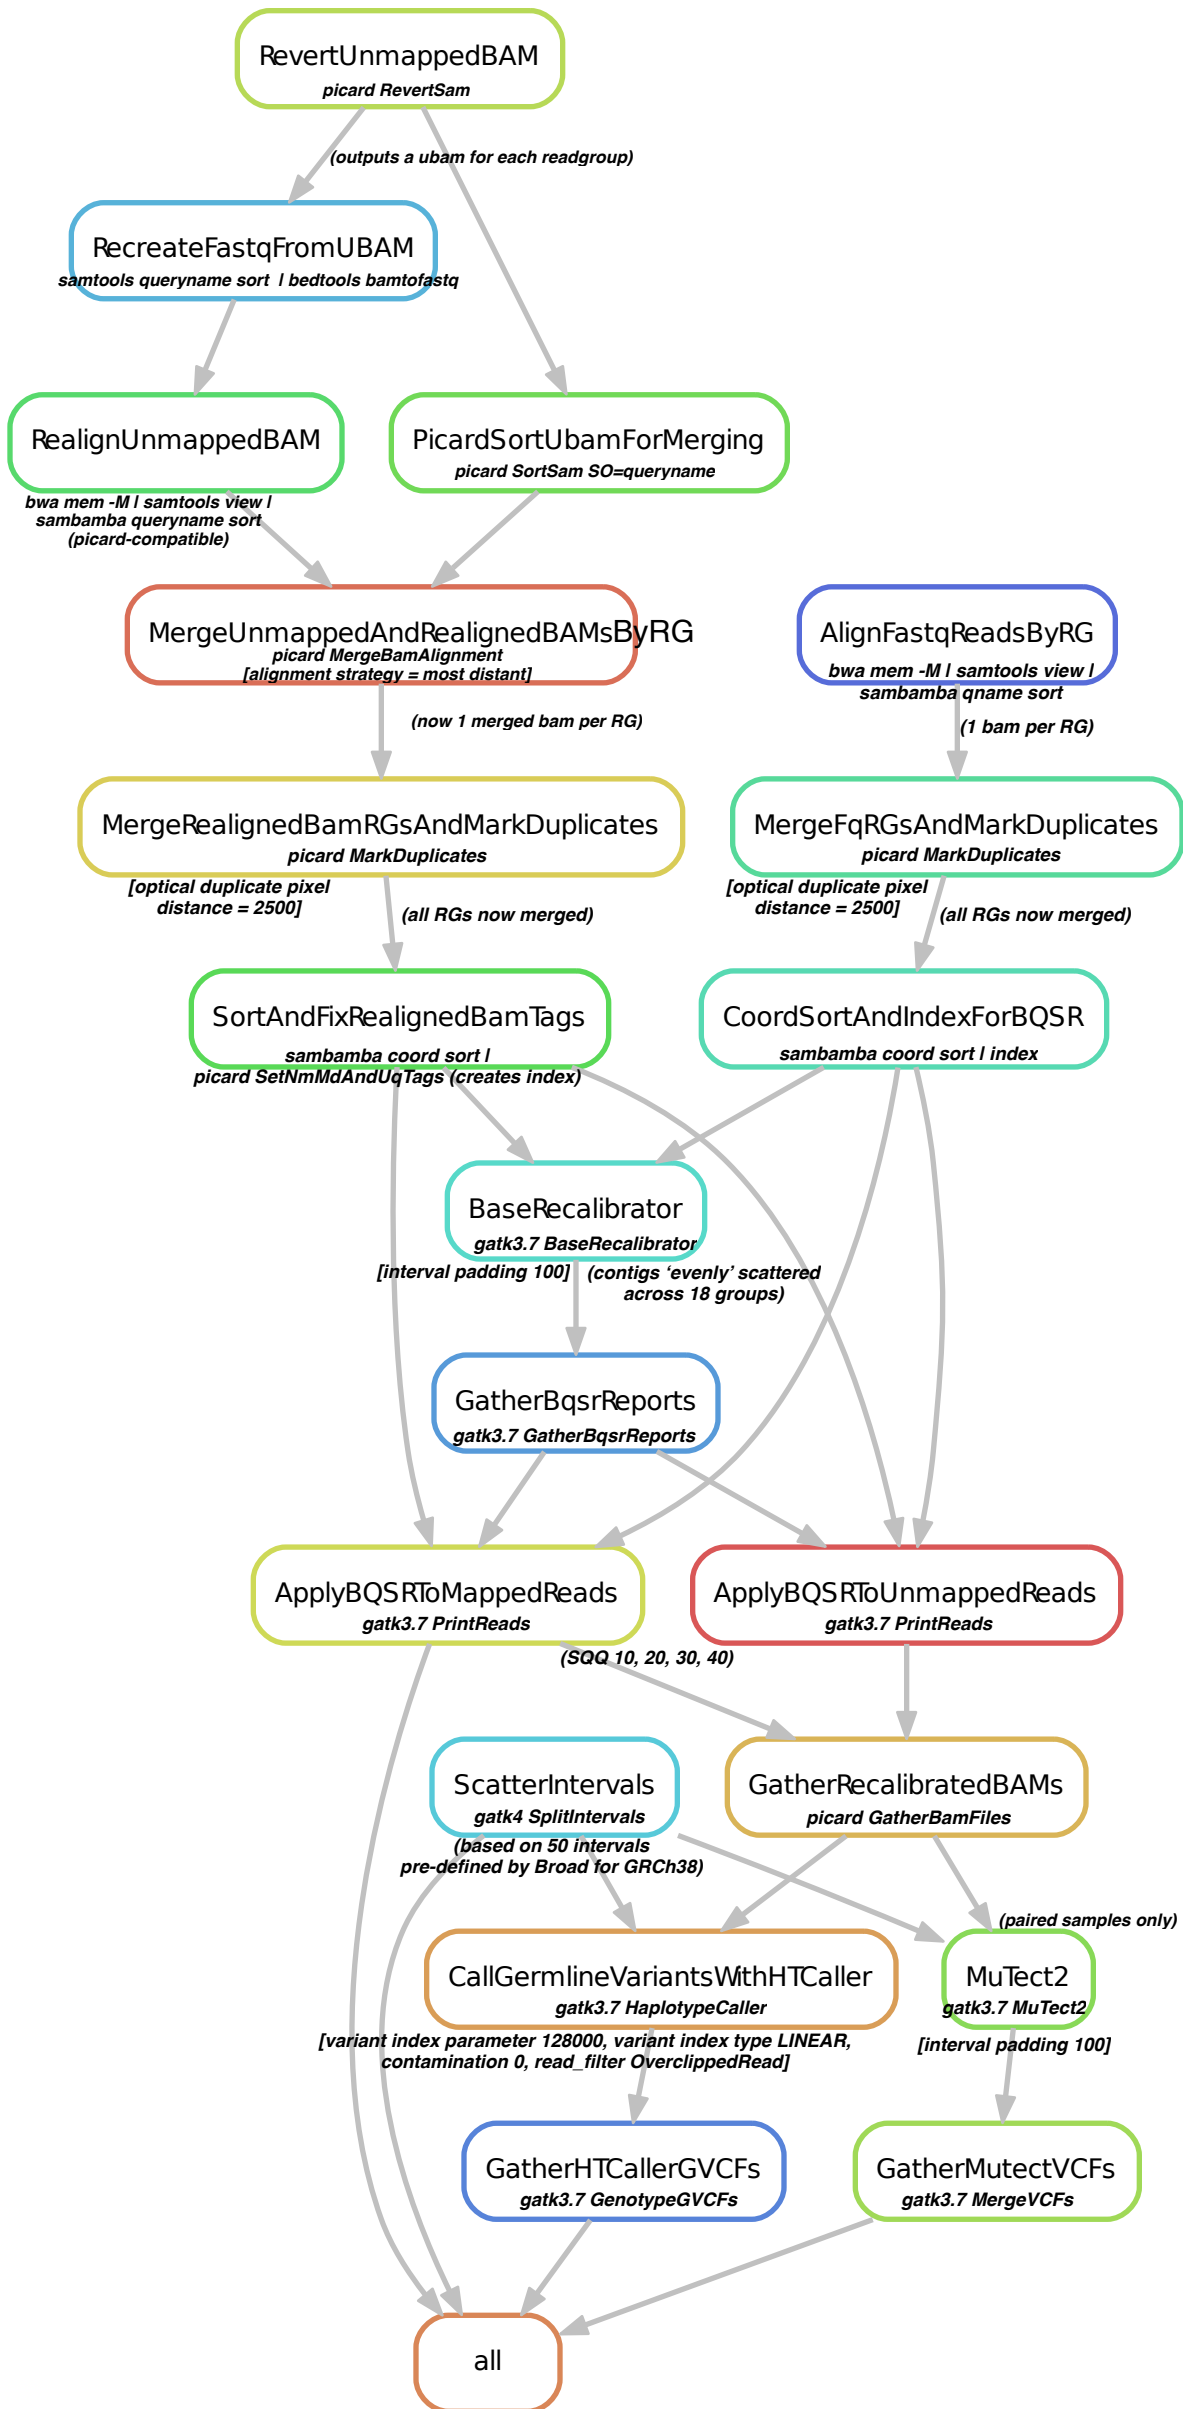 RevertUnmappedBAM
picard RevertSam
(outputs a ubam for each readgroup)
RecreateFastqFromUBAM
samtools queryname sort | bedtools bamtofastq
RealignUnmappedBAM
bwa mem -M | samtools view |
sambamba queryname sort
(picard-compatible)
PicardSortUbamForMerging
picard SortSam SO=queryname
MergeUnmappedAndRealignedBAMsByRG
picard MergeBamAlignment
[alignment strategy = most distant]
(now 1 merged bam per RG)
AlignFastqReadsByRG
bwa mem -M | samtools view |
sambamba qname sort
(1 bam per RG)
MergeRealignedBamRGsAndMarkDuplicates
picard MarkDuplicates
[optical duplicate pixel
distance = 2500]
(all RGs now merged)
MergeFqRGsAndMarkDuplicates
picard MarkDuplicates
[optical duplicate pixel
distance = 2500]
(all RGs now merged)
SortAndFixRealignedBamTags
sambamba coord sort |
picard SetNmMdAndUqTags (creates index)
CoordSortAndIndexForBQSR
sambamba coord sort | index
BaseRecalibrator
gatk3.7 BaseRecalibrator
[interval padding 100]
(contigs ‘evenly’ scattered
across 18 groups)
GatherBqsrReports
gatk3.7 GatherBqsrReports
ApplyBQSRToMappedReads
gatk3.7 PrintReads
ApplyBQSRToUnmappedReads
gatk3.7 PrintReads
(SQQ 10, 20, 30, 40)
ScatterIntervals
gatk4 SplitIntervals
(based on 50 intervals
pre-defined by Broad for GRCh38)
GatherRecalibratedBAMs
picard GatherBamFiles
(paired samples only)
CallGermlineVariantsWithHTCaller
gatk3.7 HaplotypeCaller
[variant index parameter 128000, variant index type LINEAR,
contamination 0, read_filter OverclippedRead]
MuTect2
gatk3.7 MuTect2
[interval padding 100]
GatherHTCallerGVCFs
gatk3.7 GenotypeGVCFs
GatherMutectVCFs
gatk3.7 MergeVCFs
all